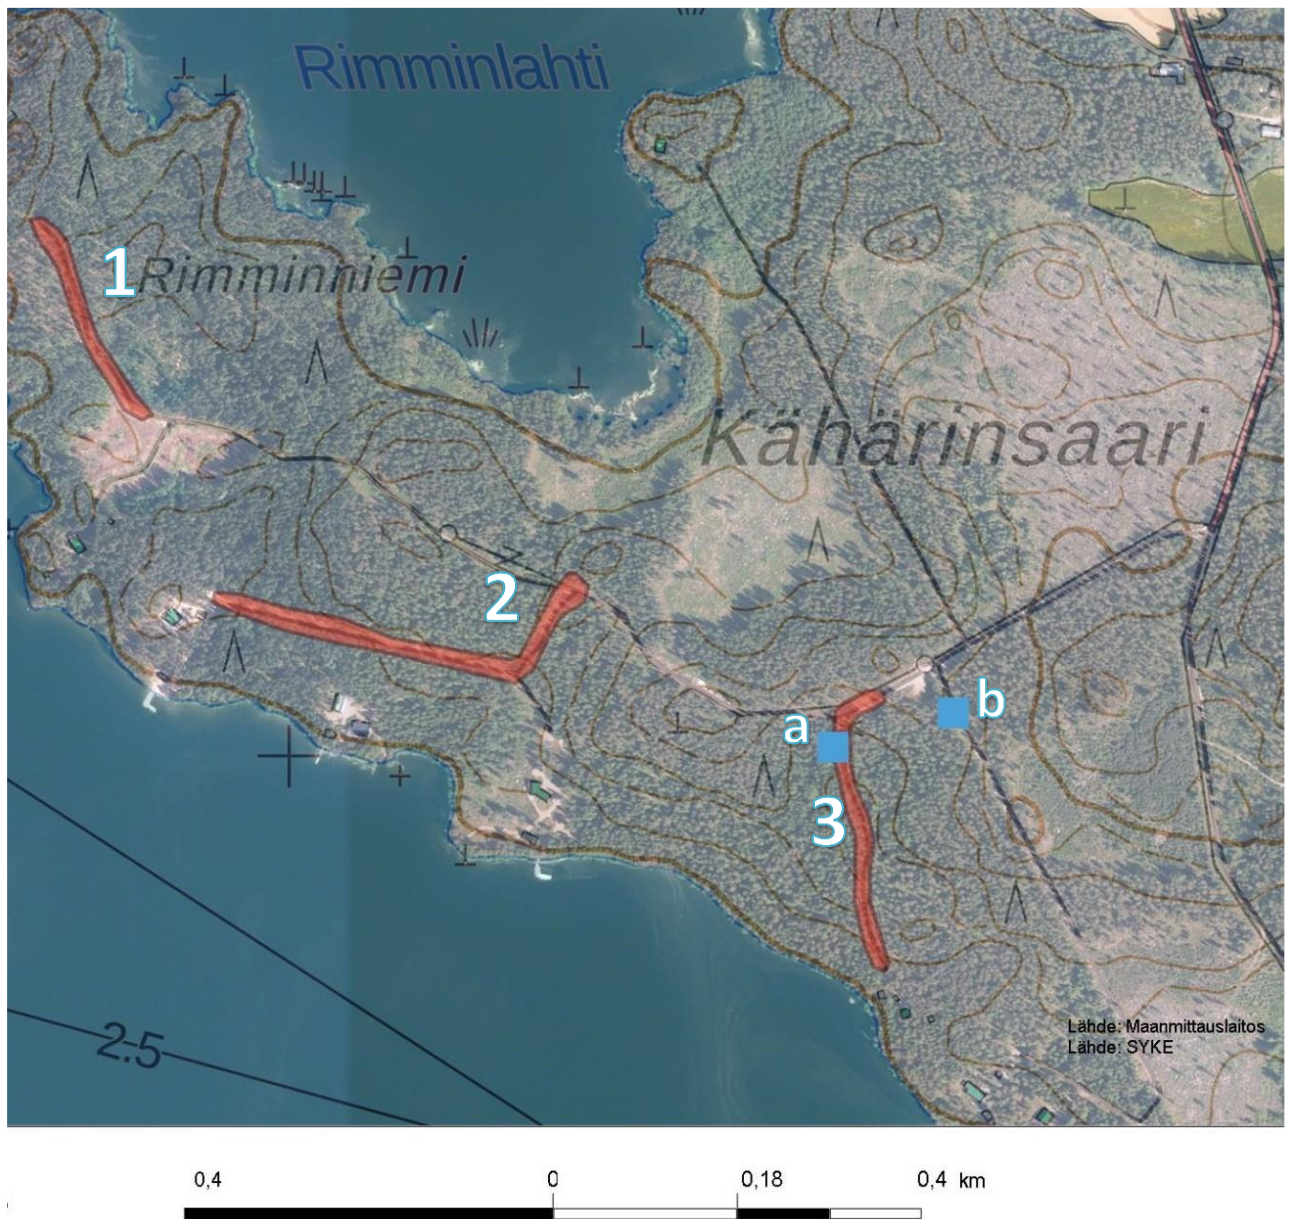 Rimminlahti
1
Rimminniemi
Kähärinsaari
2
a
b
3
Lähde: Maanmittauslaitos
Lähde: SYKE
2.5
0,4 0 0,18 0,4 km